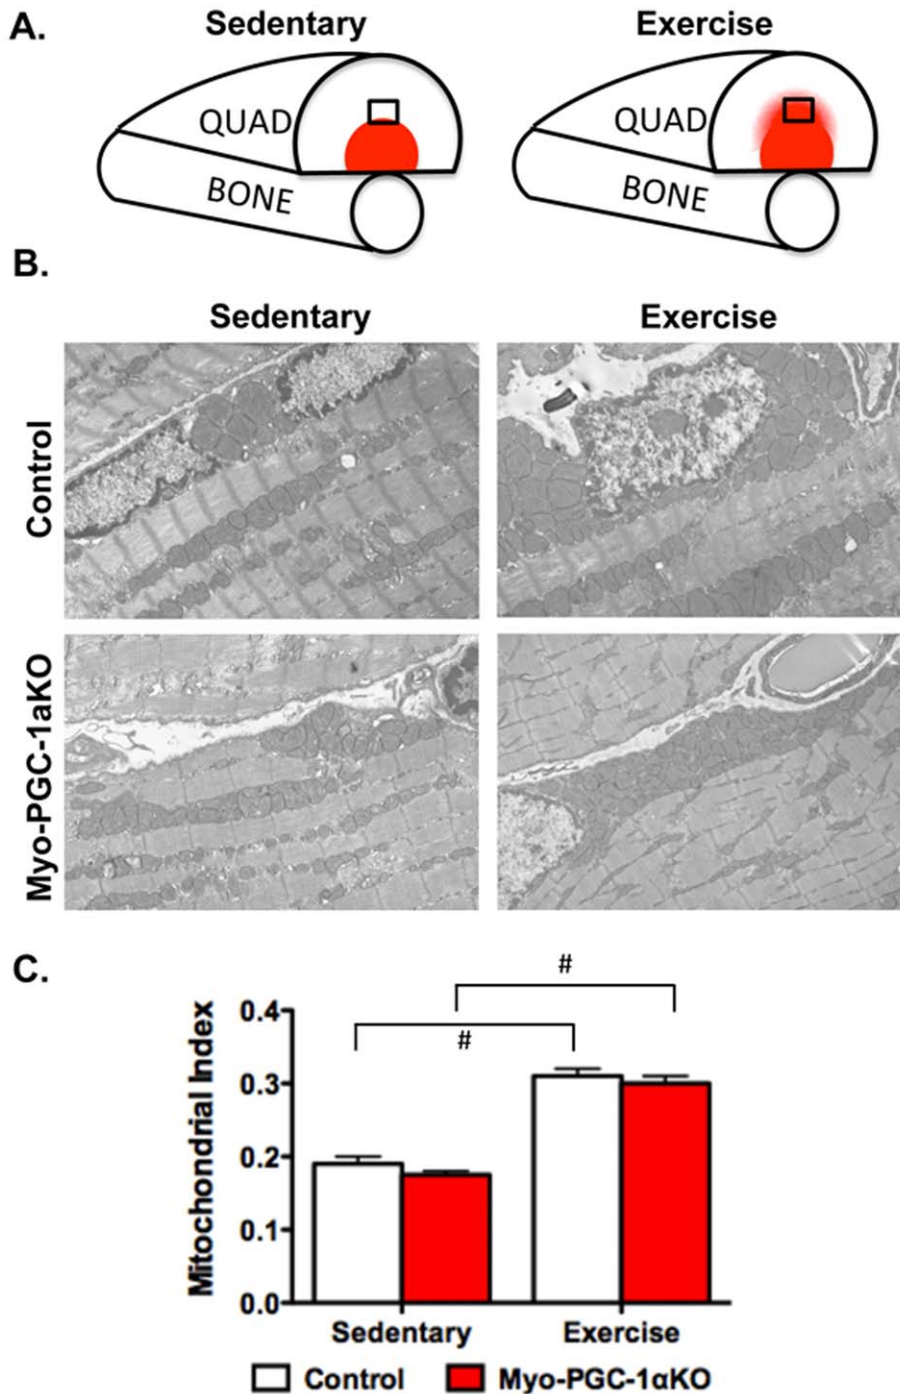 A.
Sedentary Exercise
QUAD QUAD
BONE BONE
B.
Sedentary Exercise
Control
Myo-PGC-1aKO
C.
#
#
Mitochondrial Index
0.4
0.3
0.2
0.1
0.0
Sedentary Exercise
Control Myo-PGC-1αKO